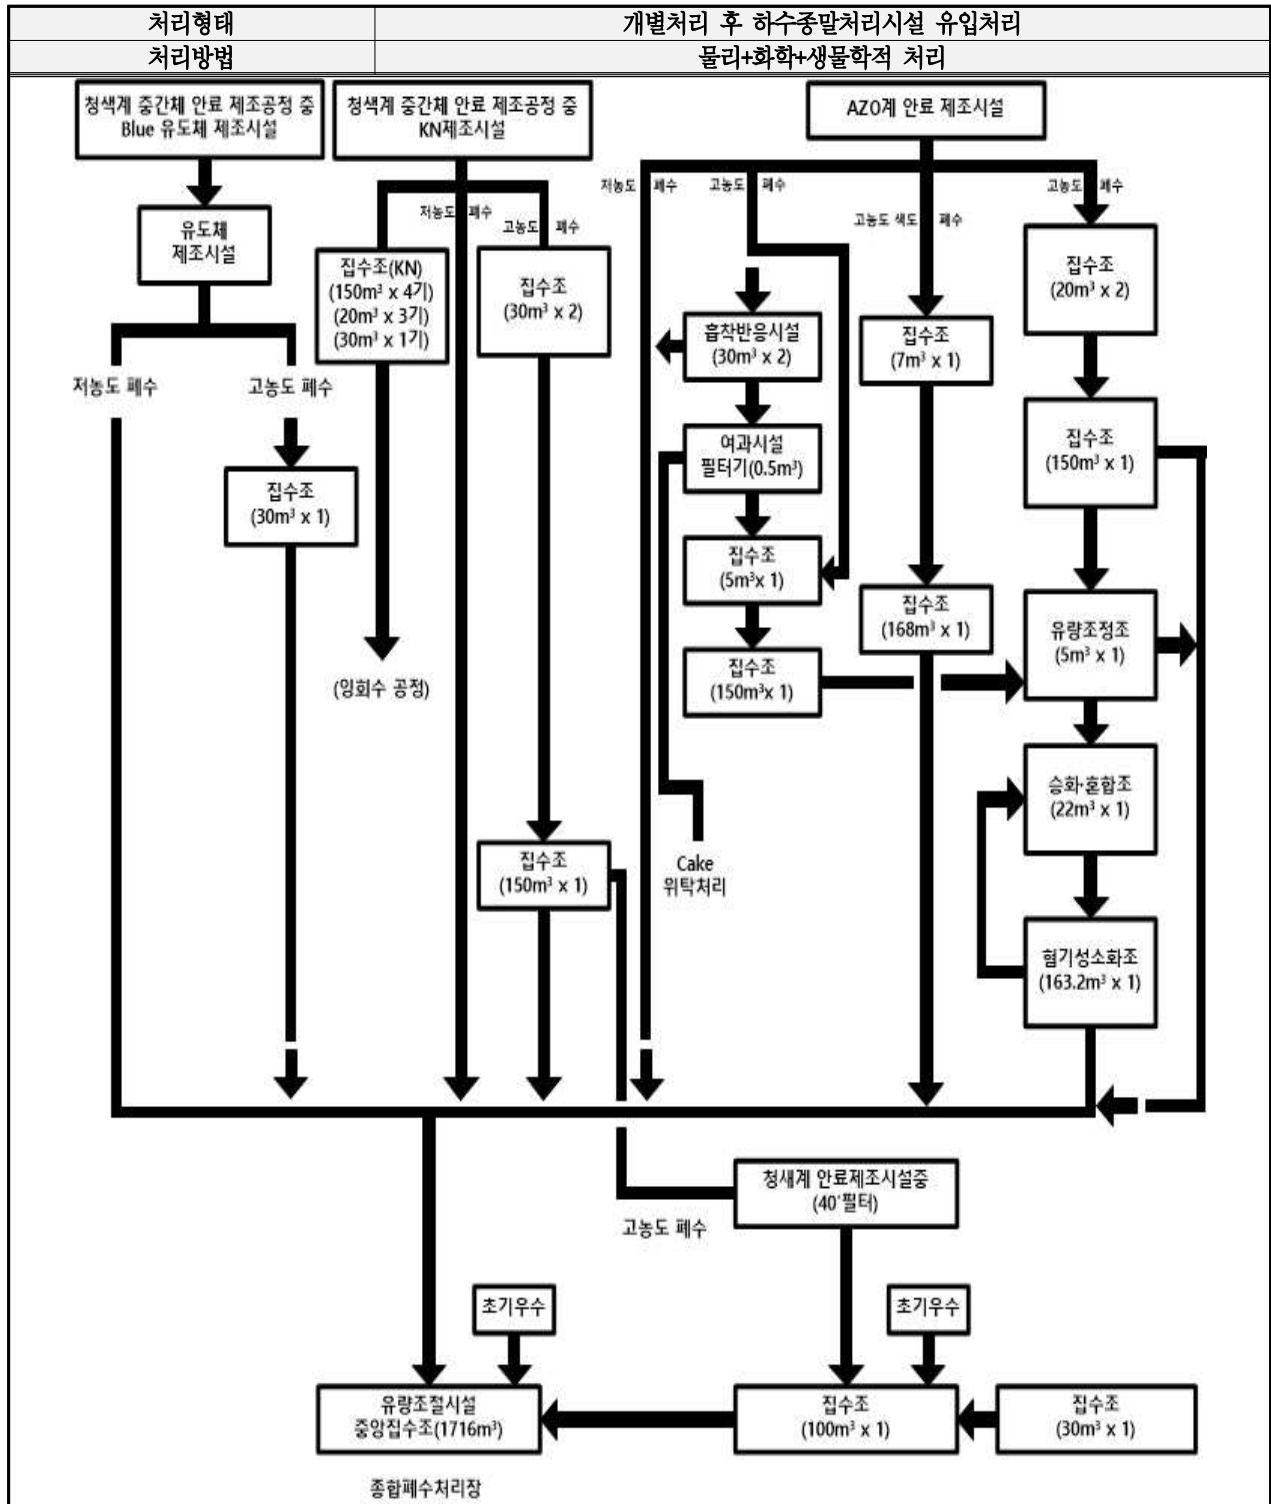 처리형태
개별처리 후 하수종말처리시설 유입처리
처리방법
물리+화학+생물학적 처리
청색계 중간체 안료 제조공정 중
Blue 유도체 제조시설
청색계 중간체 안료 제조공정 중
KN제조시설
AZO계 안료 제조시설
유도체
제조시설
저농도 폐수
고농도 폐수
집수조
(30m³ x 1)
저농도 폐수
고농도 폐수
집수조(KN)
(150m³ x 4기)
(20m³ x 3기)
(30m³ x 1기)
(잉회수 공정)
집수조
(30m³ x 2)
집수조
(150m³ x 1)
저농도 폐수
고농도 폐수
고농도 색도 폐수
고농도 폐수
흡착반응시설
(30m³ x 2)
여과시설
필터기(0.5m³)
집수조
(5m³x 1)
집수조
(150m³x 1)
Cake
위탁처리
집수조
(7m³ x 1)
집수조
(168m³ x 1)
집수조
(20m³ x 2)
집수조
(150m³ x 1)
유량조정조
(5m³ x 1)
승화·혼합조
(22m³ x 1)
혐기성소화조
(163.2m³ x 1)
고농도 폐수
청새계 안료제조시설중
(40˚필터)
초기우수
초기우수
유량조절시설
중앙집수조(1716m³)
집수조
(100m³ x 1)
집수조
(30m³ x 1)
종합폐수처리장